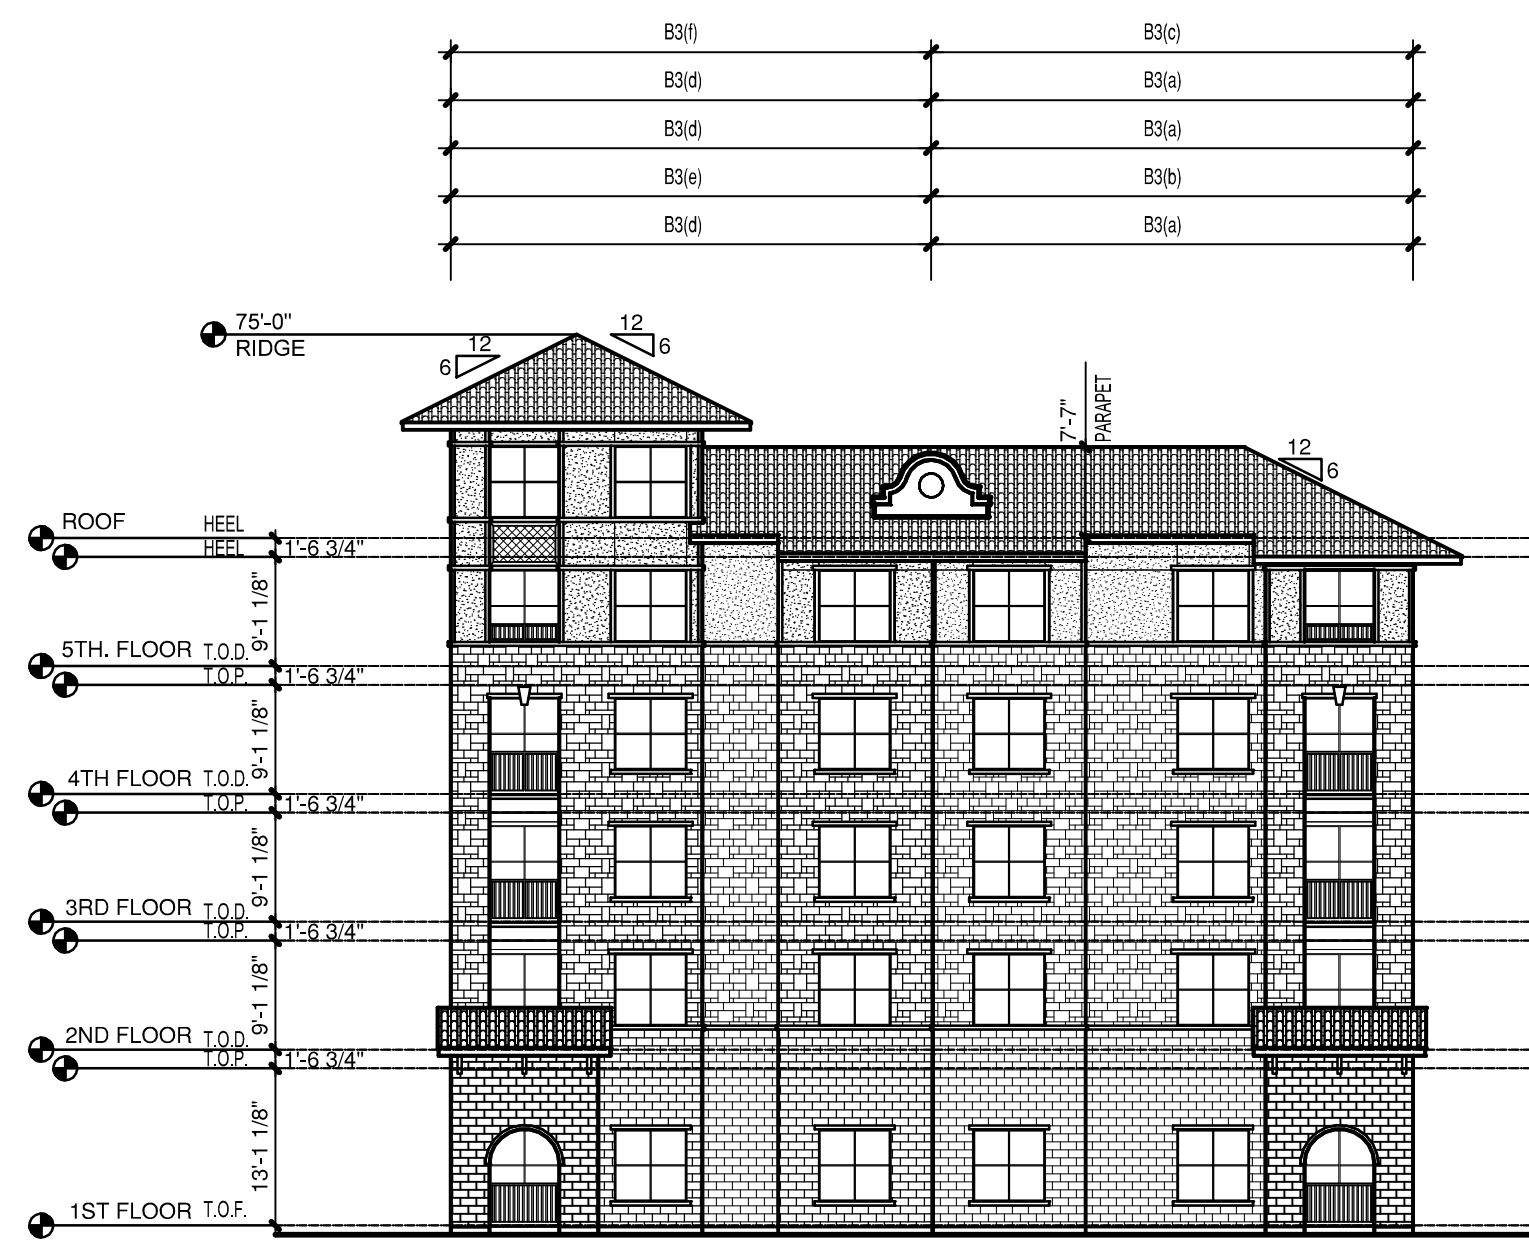 B3(f) B3(c)
B3(d) B3(a)
B3(d) B3(a)
B3(e) B3(b)
B3(d) B3(a)
75'-0"
RIDGE
12
6
12
6
7'-7"
PARAPET
12
6
ROOF HEEL
HEEL 1'-6 3/4"
9'-1 1/8"
5TH. FLOOR T.O.D.
T.O.P. 1'-6 3/4"
9'-1 1/8"
4TH FLOOR T.O.D.
T.O.P. 1'-6 3/4"
9'-1 1/8"
3RD FLOOR T.O.D.
T.O.P. 1'-6 3/4"
9'-1 1/8"
2ND FLOOR T.O.D.
T.O.P. 1'-6 3/4"
13'-1 1/8"
1ST FLOOR T.O.F.